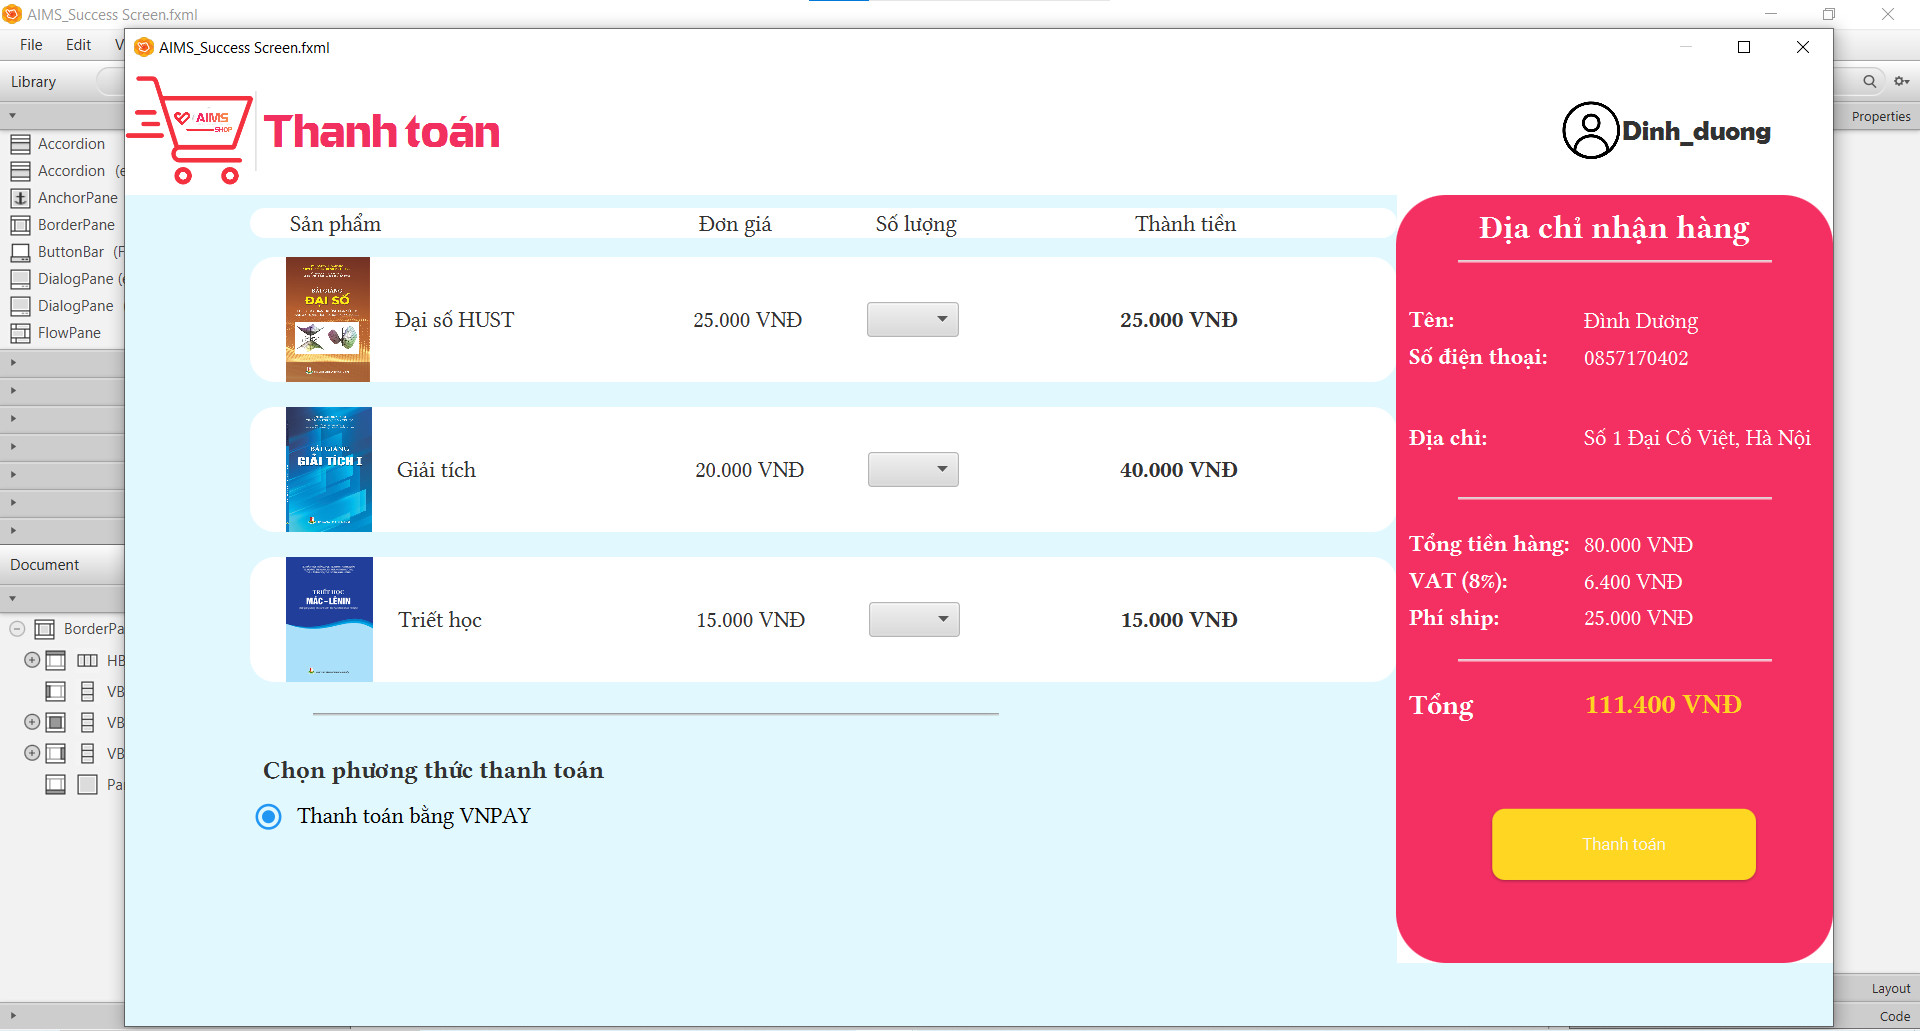 AIMS_Success Screen.fxml
File Edit V
AIMS_Success Screen.fxml
Library
Properties
Accordion
Accordion (e
AnchorPane
BorderPane
ButtonBar (F
DialogPane (e
DialogPane
FlowPane
Document
BorderPa
HB
VB
VB
VB
Pa
AIMS
SHOP
Thanh toán
Dinh_duong
Sản phẩm Đơn giá Số lượng Thành tiền
BÀI GIẢNG
ĐẠI SỐ
Đại số HUST 25.000 VNĐ 25.000 VNĐ
BÀI GIẢNG
GIẢI TÍCH I
Giải tích 20.000 VNĐ 40.000 VNĐ
TRIẾT HỌC
MÁC-LÊNIN
Triết học 15.000 VNĐ 15.000 VNĐ
Chọn phương thức thanh toán
Thanh toán bằng VNPAY
Địa chỉ nhận hàng
Tên: Đình Dương
Số điện thoại: 0857170402
Địa chỉ: Số 1 Đại Cồ Việt, Hà Nội
Tổng tiền hàng: 80.000 VNĐ
VAT (8%): 6.400 VNĐ
Phí ship: 25.000 VNĐ
Tổng 111.400 VNĐ
Thanh toán
Layout
Code